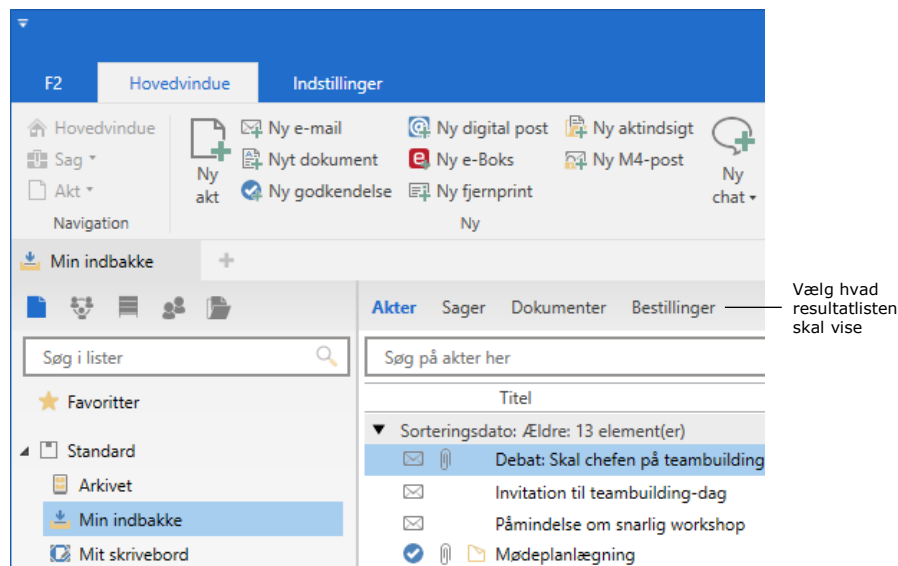 F2 Hovedvindue Indstillinger
Hovedvindue
Sag
Akt
Navigation
Ny
akt
Ny e-mail
Nyt dokument
Ny godkendelse
Ny digital post
Ny e-Boks
Ny fjernprint
Ny aktindsigt
Ny M4-post
Ny
Ny
chat
Min indbakke
Søg i lister
Favoritter
Standard
Arkivet
Min indbakke
Mit skrivebord
Akter Sager Dokumenter Bestillinger
Søg på akter her
Titel
Sorteringsdato: Ældre: 13 element(er)
Debat: Skal chefen på teambuilding
Invitation til teambuilding-dag
Påmindelse om snarlig workshop
Mødeplanlægning
Vælg hvad
resultatlisten
skal vise